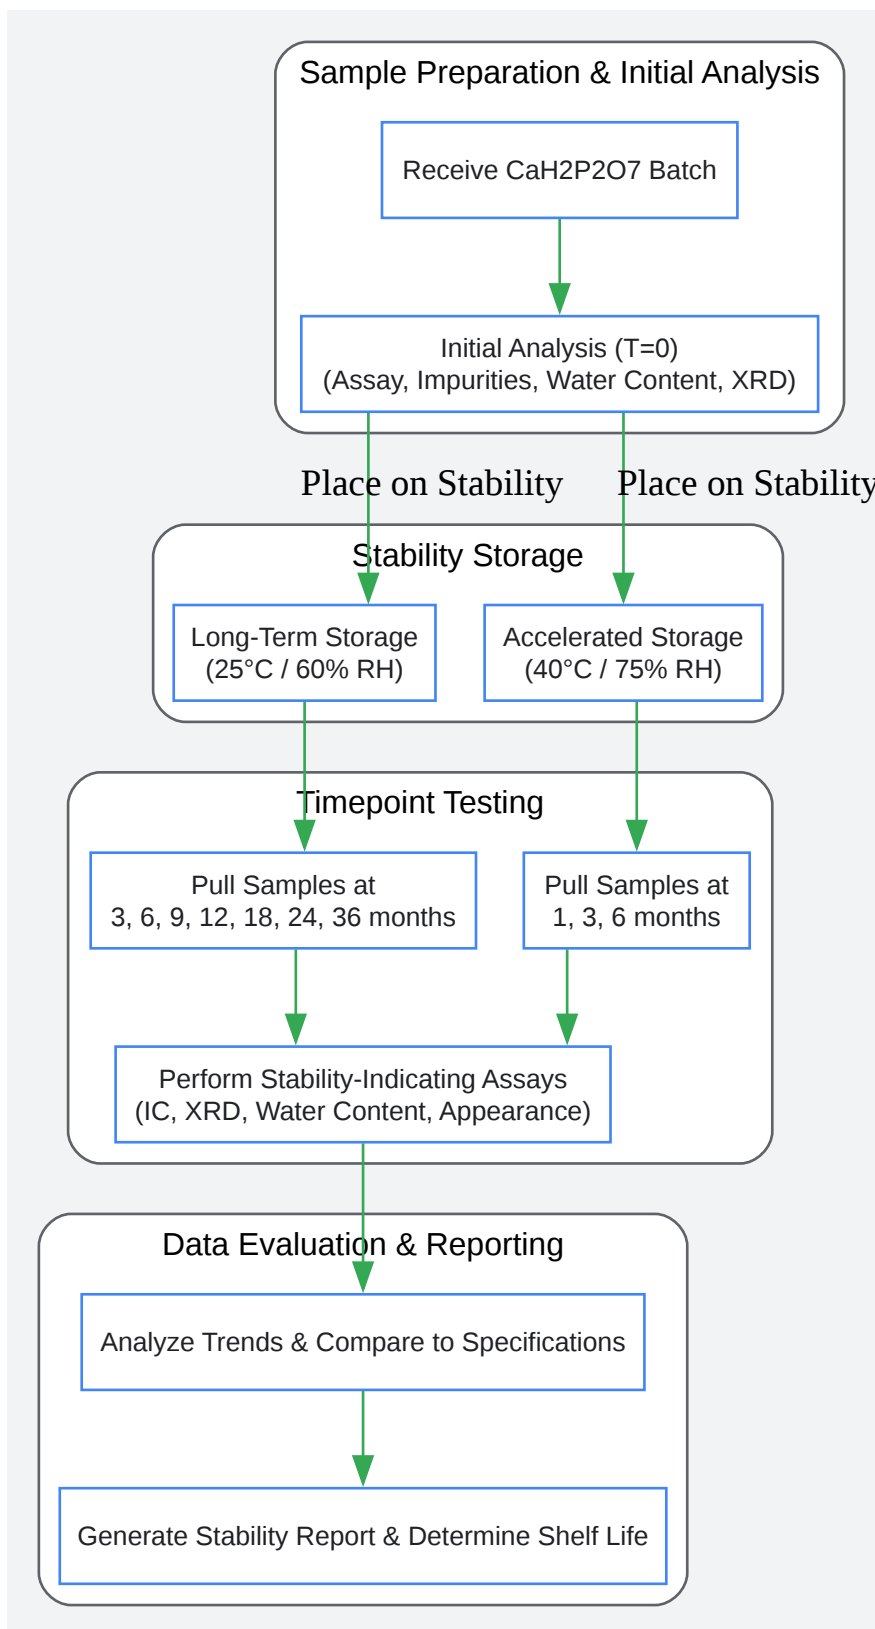 Sample Preparation & Initial Analysis
Receive CaH2P2O7 Batch
Initial Analysis (T=0)
(Assay, Impurities, Water Content, XRD)
Place on Stability
Place on Stability
Stability Storage
Long-Term Storage
(25°C / 60% RH)
Accelerated Storage
(40°C / 75% RH)
Timepoint Testing
Pull Samples at
3, 6, 9, 12, 18, 24, 36 months
Pull Samples at
1, 3, 6 months
Perform Stability-Indicating Assays
(IC, XRD, Water Content, Appearance)
Data Evaluation & Reporting
Analyze Trends & Compare to Specifications
Generate Stability Report & Determine Shelf Life